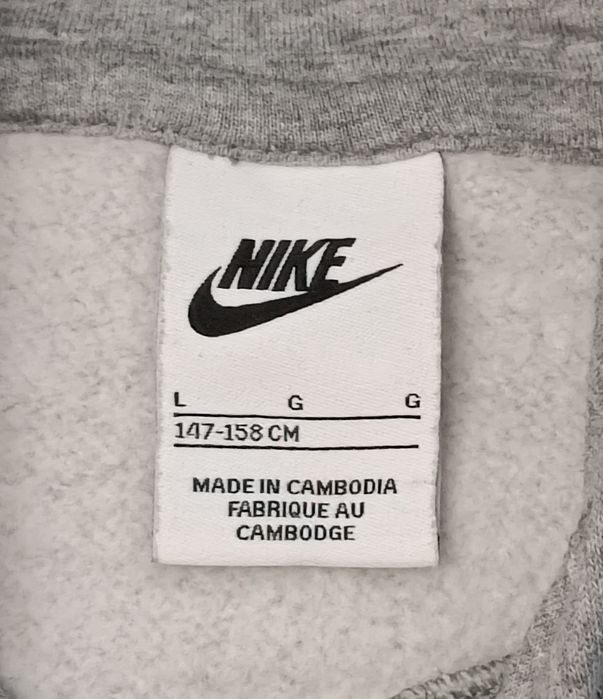 NIKE
L G G
147-158 CM
MADE IN CAMBODIA
FABRIQUE AU
CAMBODGE